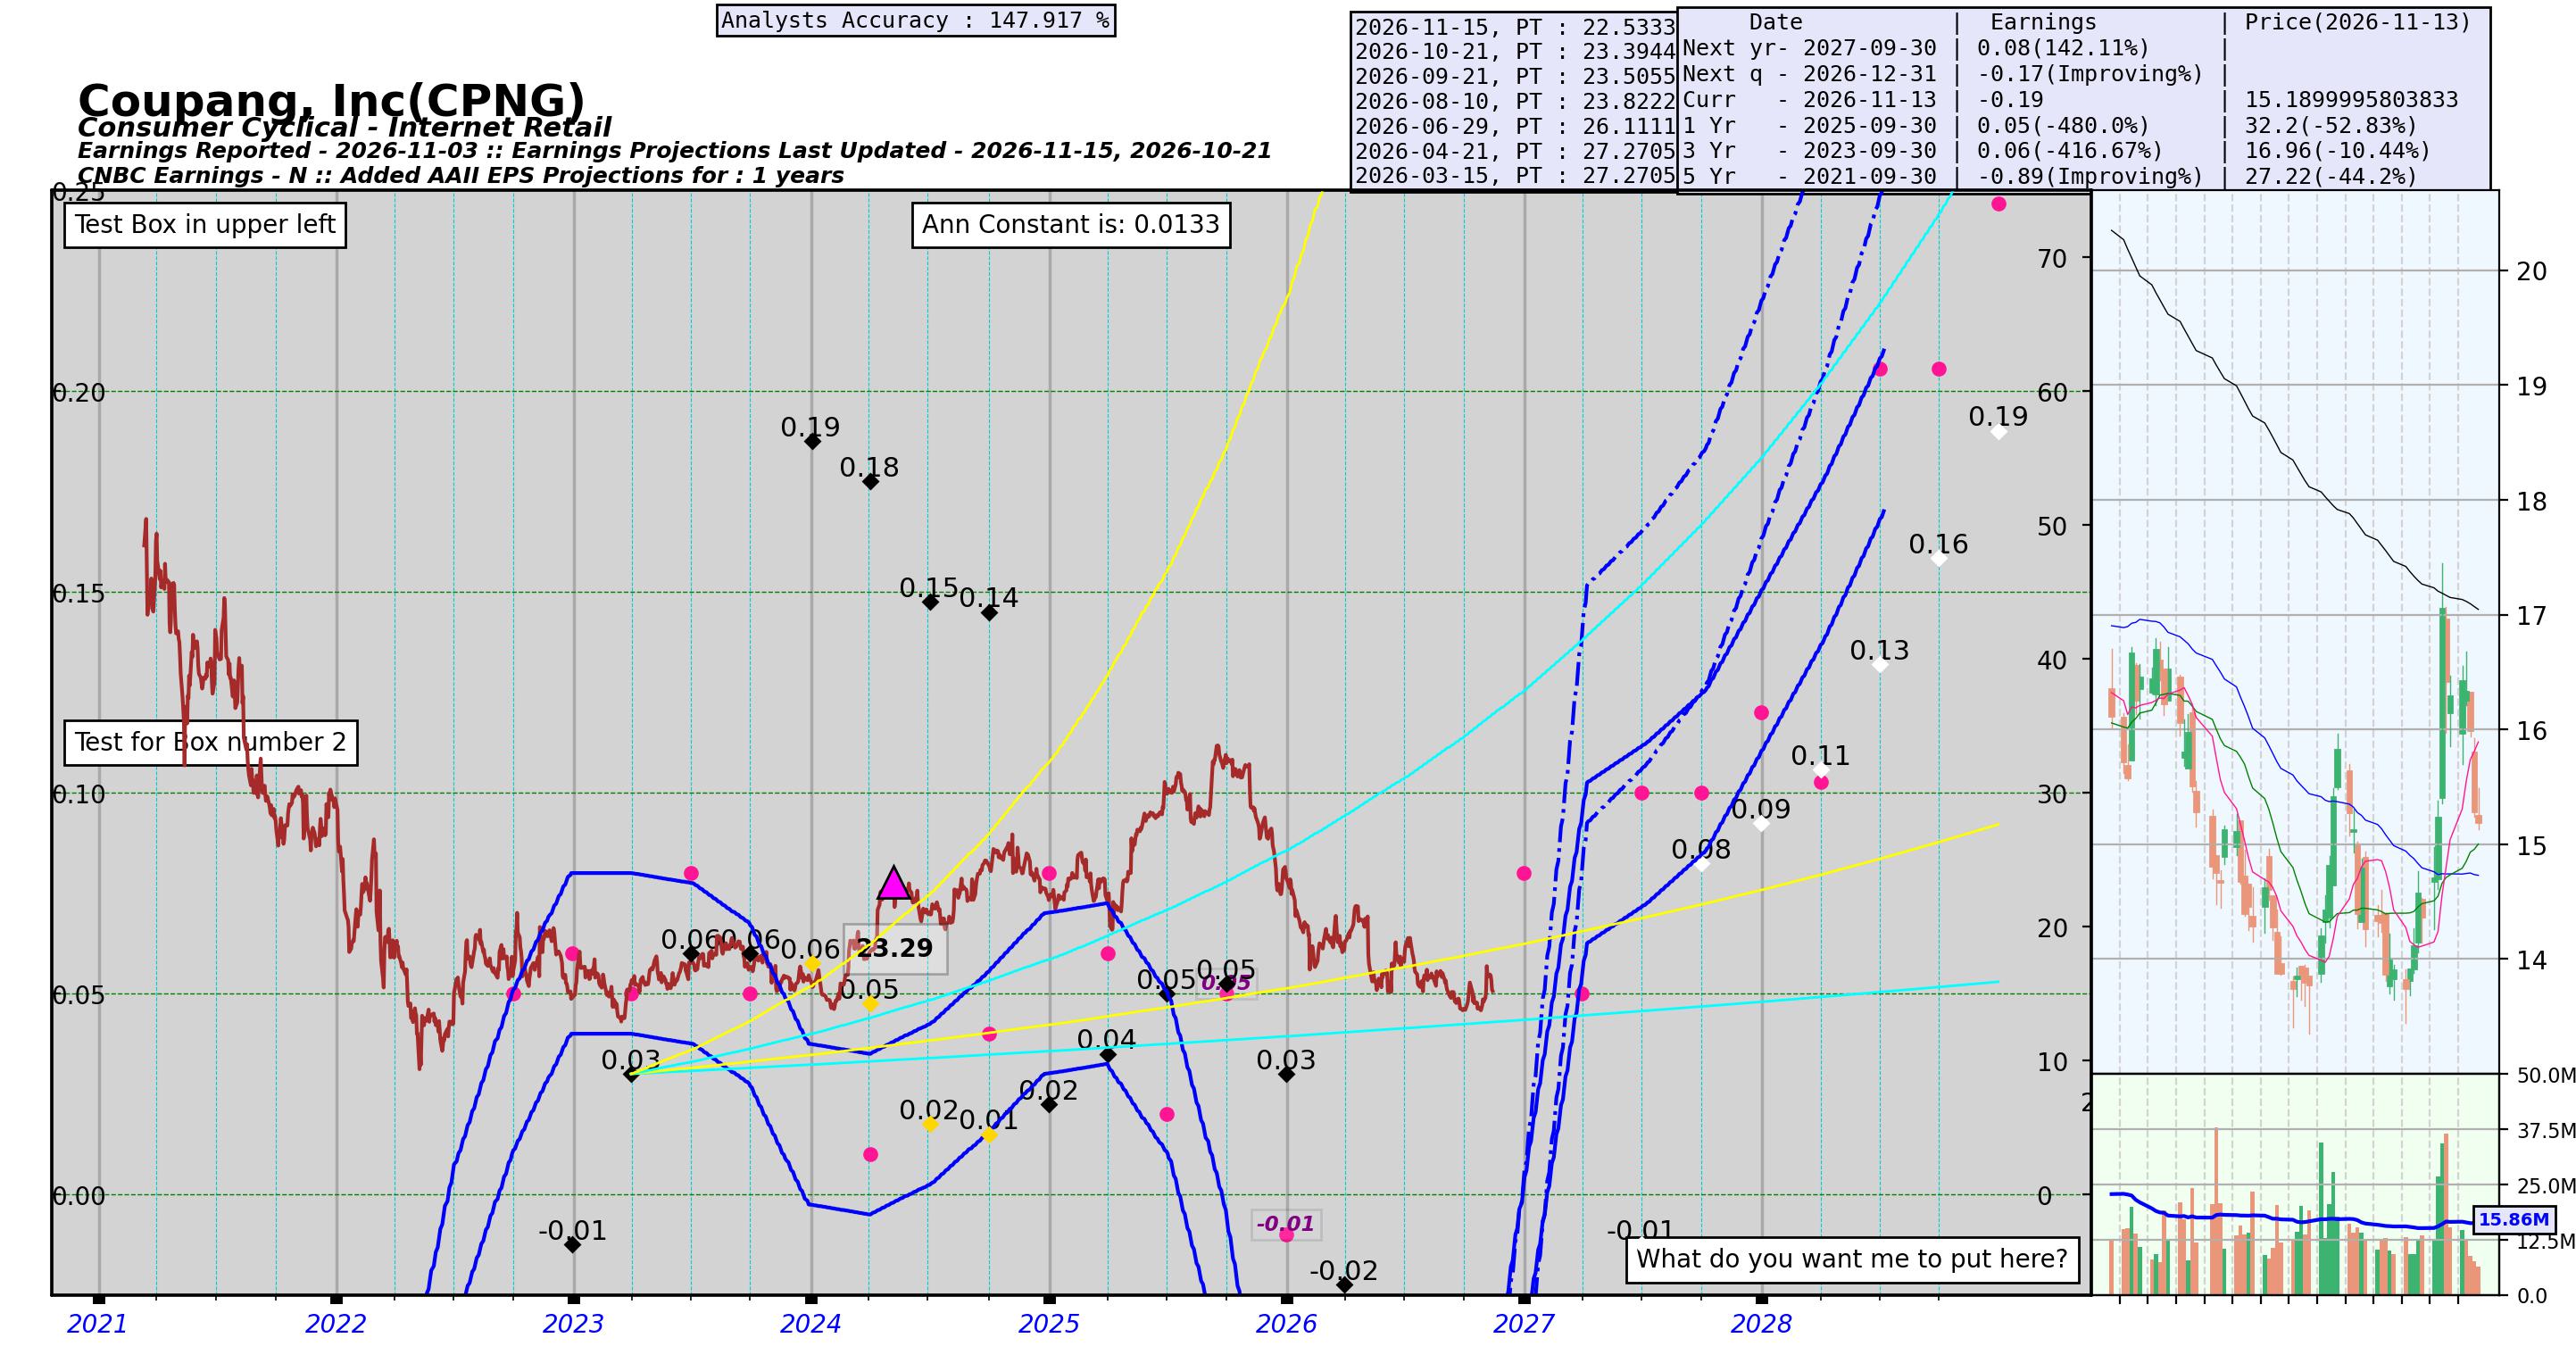 Analysts Accuracy : 147.917 %
2026-11-15, PT : 22.5333
2026-10-21, PT : 23.3944
2026-09-21, PT : 23.5055
2026-08-10, PT : 23.8222
2026-06-29, PT : 26.1111
2026-04-21, PT : 27.2705
2026-03-15, PT : 27.2705
Date | Earnings | Price(2026-11-13)
Next yr- 2027-09-30 | 0.08(142.11%) |
Next q - 2026-12-31 | -0.17(Improving%) |
Curr - 2026-11-13 | -0.19 | 15.1899995803833
1 Yr - 2025-09-30 | 0.05(-480.0%) | 32.2(-52.83%)
3 Yr - 2023-09-30 | 0.06(-416.67%) | 16.96(-10.44%)
5 Yr - 2021-09-30 | -0.89(Improving%) | 27.22(-44.2%)
Coupang, Inc(CPNG)
Consumer Cyclical - Internet Retail
Earnings Reported - 2026-11-03 :: Earnings Projections Last Updated - 2026-11-15, 2026-10-21
CNBC Earnings - N :: Added AAII EPS Projections for : 1 years
0.25
Test Box in upper left
Ann Constant is: 0.0133
70
20
0.20
60
19
0.19
0.19
0.18
18
50
0.16
0.15
0.15
0.14
17
40
0.13
Test for Box number 2
16
0.11
0.10
30
0.09
15
0.08
0.06
0.06
0.06
23.29
20
14
0.05
0.05
0.05
0.05
0.05
0.04
0.03
0.03
10
50.0M
0.02
0.02
0.01
2
37.5M
0.00
0
25.0M
-0.01
-0.01
-0.01
15.86M
12.5M
What do you want me to put here?
-0.02
0.0
2021
2022
2023
2024
2025
2026
2027
2028